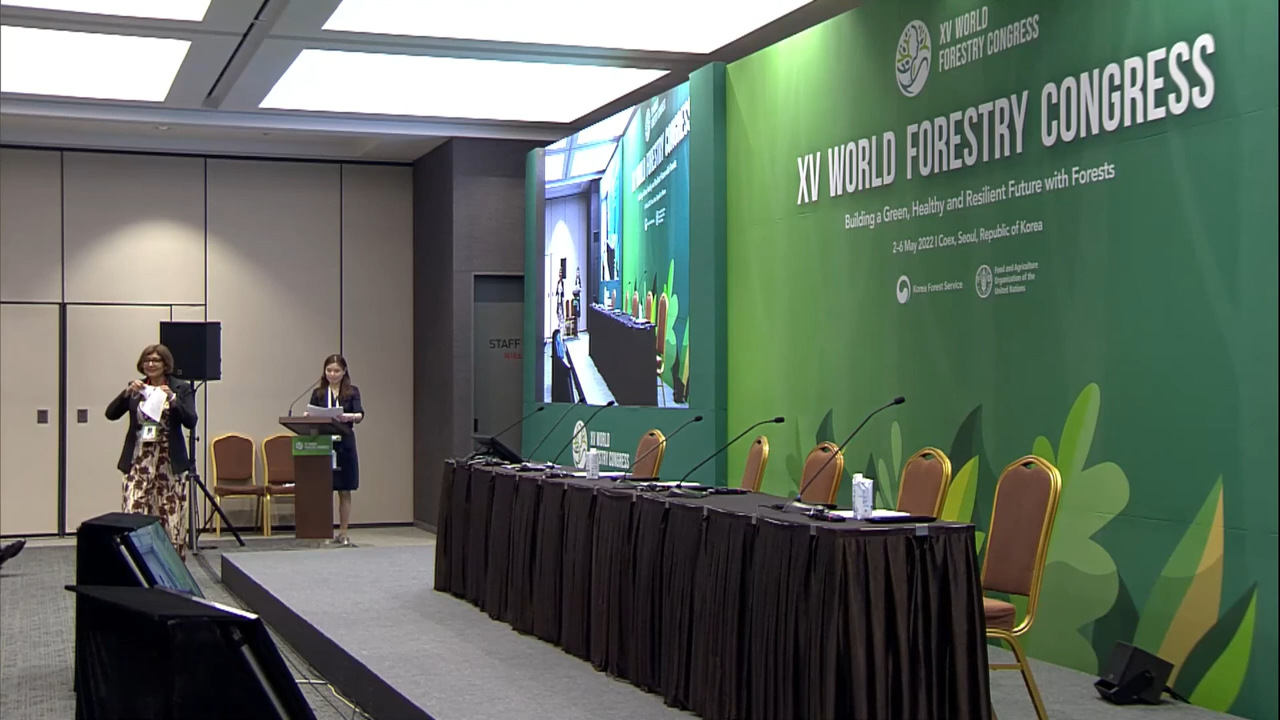 XV WORLD
FORESTRY CONGRESS
XV WORLD FORESTRY CONGRESS
Building a Green, Healthy and Resilient Future with Forests
2-6 May 2022 I Coex, Seoul, Republic of Korea
Korea Forest Service
Food and Agriculture
Organization of the
United Nations
STAFF
XV WORLD
FORESTRY CONGRESS